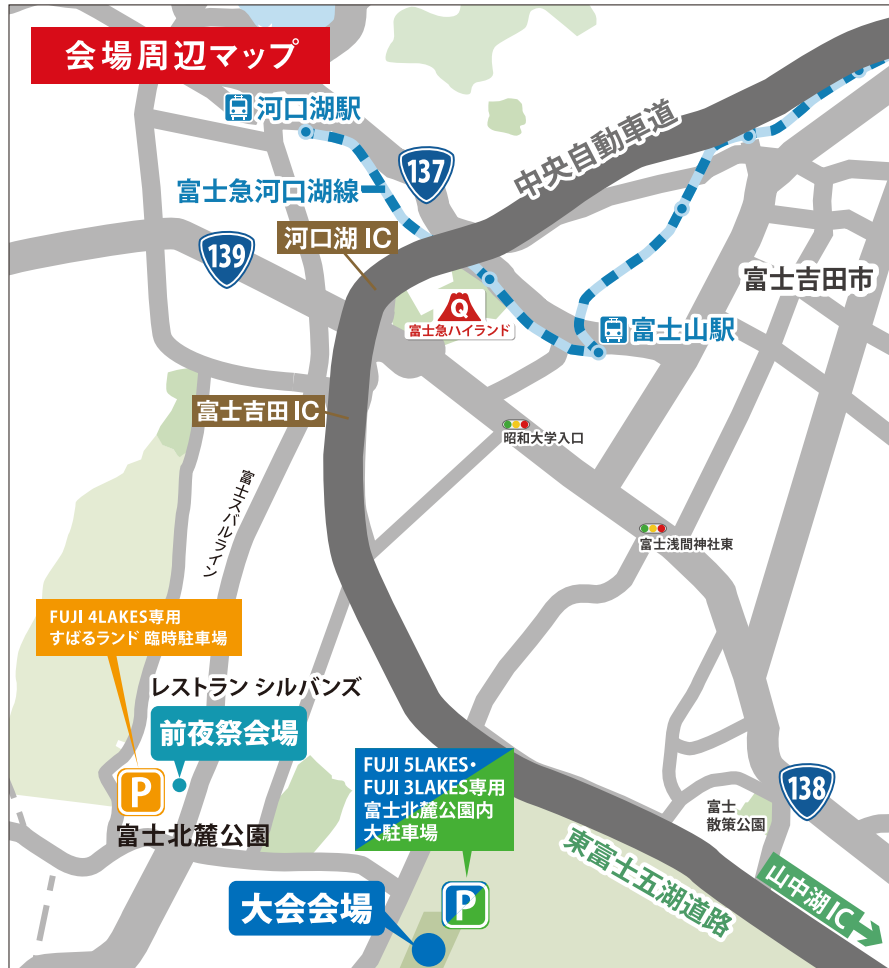 会場周辺マップ
河口湖駅
137
中央自動車道
富士急河口湖線
139
河口湖 IC
富士吉田市
Q
富士急ハイランド
富士山駅
富士吉田 IC
昭和大学入口
富士スバルライン
富士浅間神社東
FUJI 4LAKES専用
すばるランド 臨時駐車場
レストラン シルバンズ
前夜祭会場
FUJI 5LAKES・
FUJI 3LAKES専用
富士北麓公園内
大駐車場
P
138
富士
散策公園
富士北麓公園
東富士五湖道路
山中湖 IC
大会会場
P